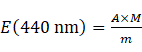 E(440 nm) = A×M / m